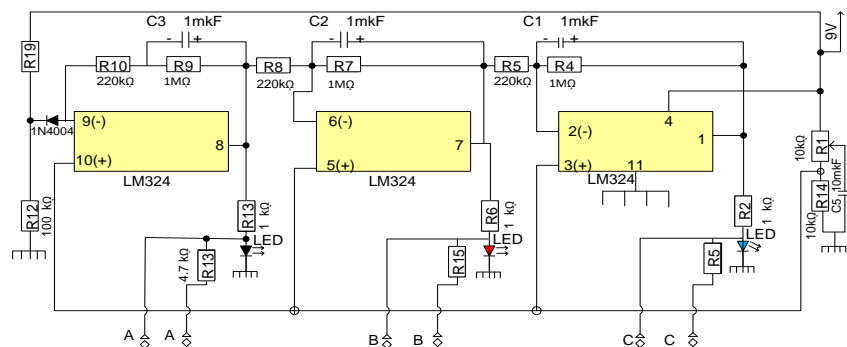 C3 1mkF C2 1mkF C1 1mkF
- + - + - +
9V
R19
R10 R9 R8 R7 R5 R4
220kΩ 1MΩ 220kΩ 1MΩ 220kΩ 1MΩ
1N4004
9(-) 8 10(+)
6(-) 7 5(+)
4 2(-) 1 3(+) 11
LM324 LM324 LM324
R12 100 kΩ
R13 1 kΩ
LED
R13 4.7 kΩ
R6 1 kΩ
LED
R15
R2 1 kΩ
LED
R5
R1 10kΩ
R14 10kΩ
C5 10mkF
A A B B C C